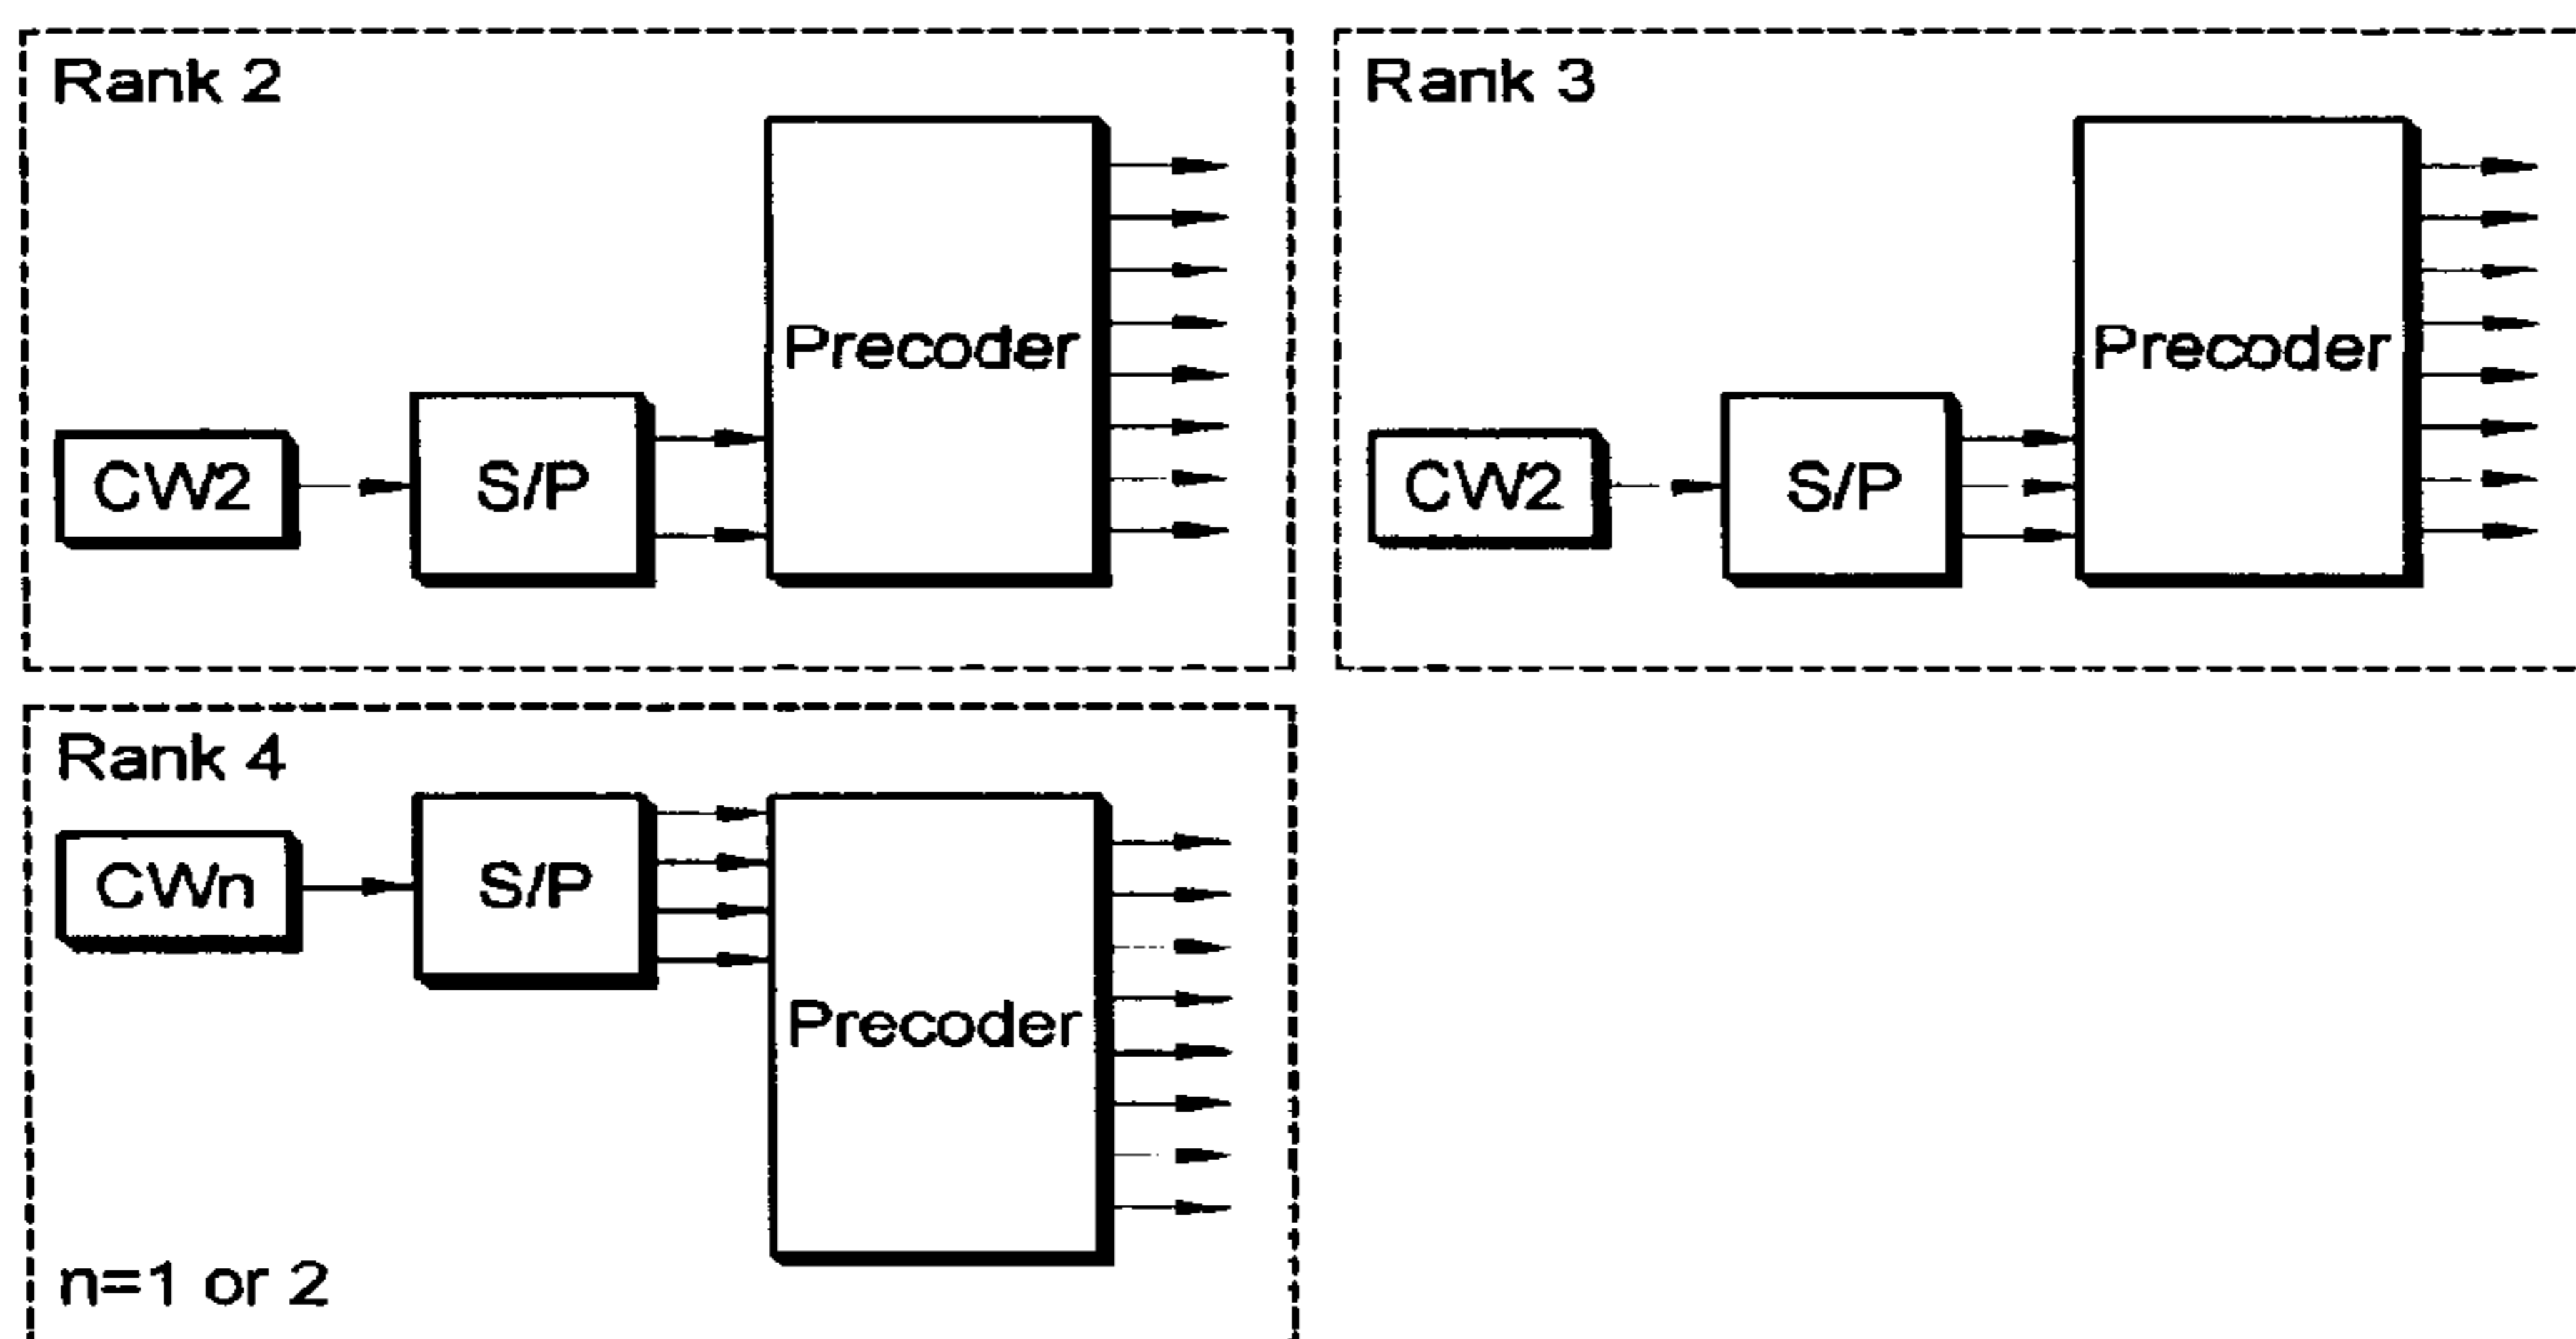 Rank 2
CW2
S/P
Precoder
Rank 3
CW2
S/P
Precoder
Rank 4
CWn
S/P
Precoder
n=1 or 2